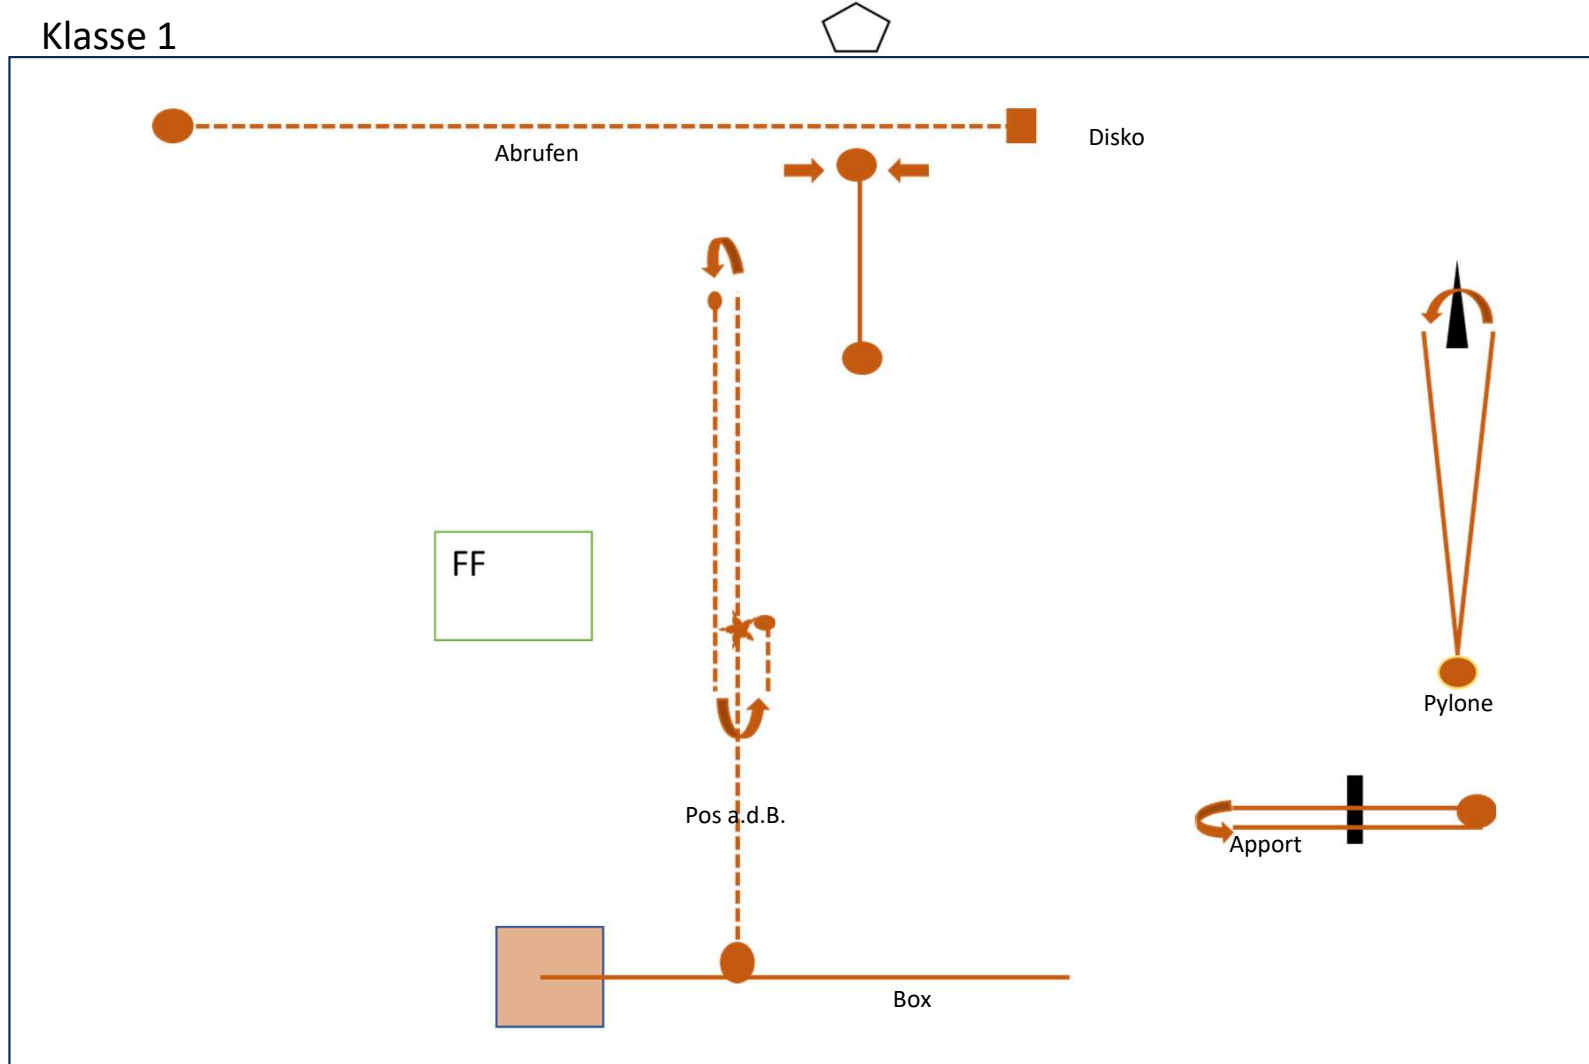 Klasse 1
Disko
Abrufen
FF
Pylone
Pos a.d.B.
Apport
Box